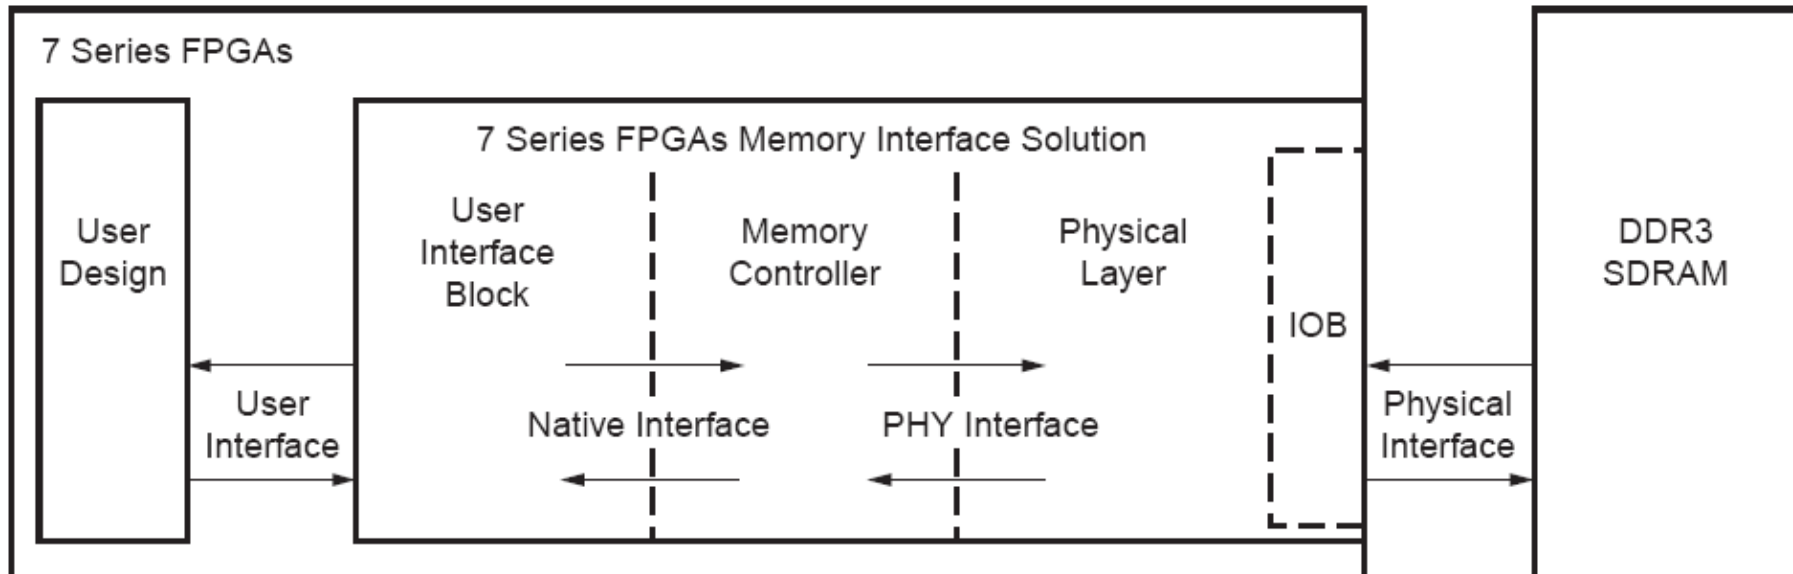 7 Series FPGAs
7 Series FPGAs Memory Interface Solution
User
Design
User
Interface
User
Interface
Block
Native Interface
Memory
Controller
PHY Interface
Physical
Layer
IOB
Physical
Interface
DDR3
SDRAM